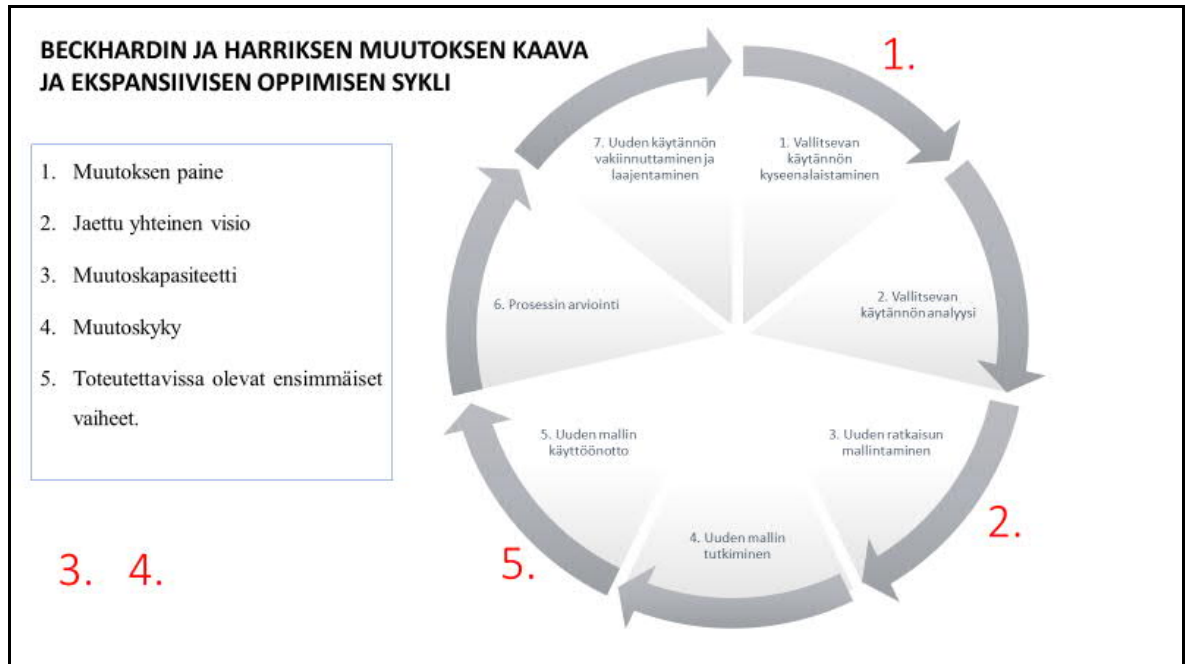 BECKHARDIN JA HARRIKSEN MUUTOKSEN KAAVA
JA EKSPANSIIVISEN OPPIMISEN SYKLI
1. Muutoksen paine
2. Jaettu yhteinen visio
3. Muutoskapasiteetti
4. Muutoskyky
5. Toteutettavissa olevat ensimmäiset
vaiheet.
3. 4.
1.
1. Vallitsevan
käytännön
kyseenalaistaminen
2. Vallitsevan
käytännön analyysi
3. Uuden ratkaisun
mallintaminen
2.
4. Uuden mallin
tutkiminen
5. Uuden mallin
käyttöönotto
5.
6. Prosessin arviointi
7. Uuden käytännön
vakiinnuttaminen ja
laajentaminen